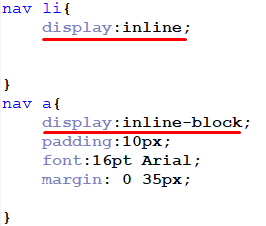 nav li{
display:inline;
}
nav a{
display:inline-block;
padding:10px;
font:16pt Arial;
margin: 0 35px;
}